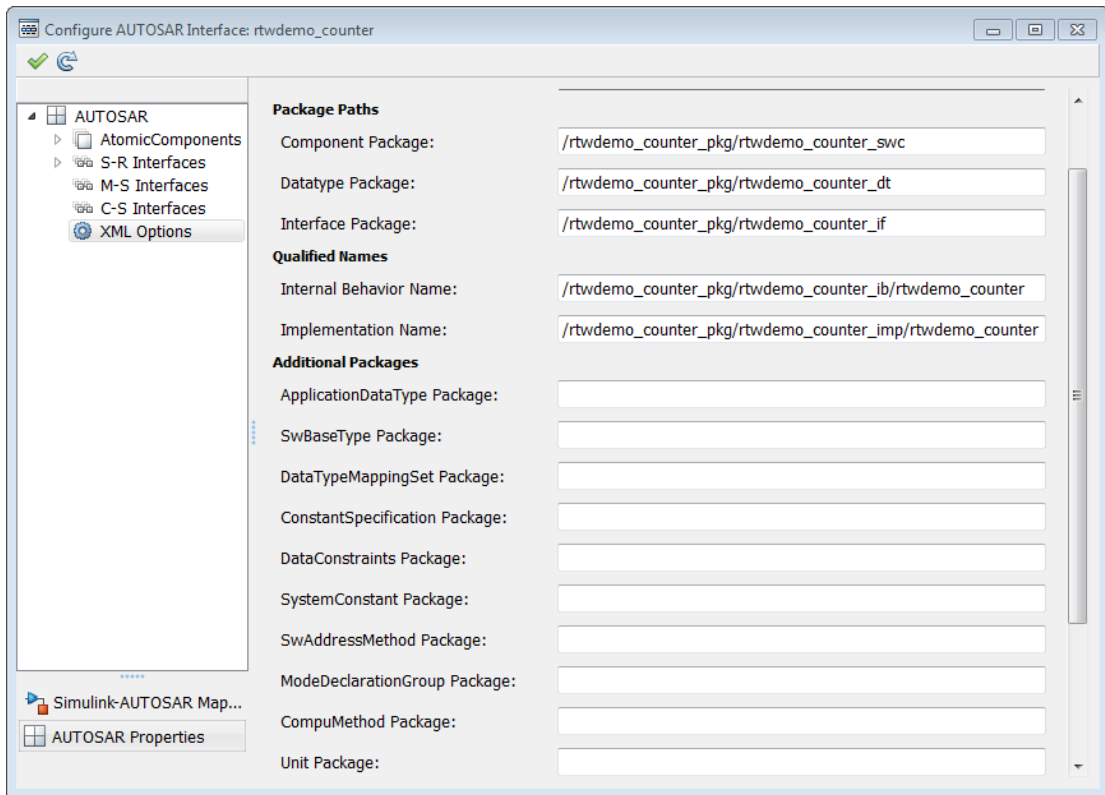 Configure AUTOSAR Interface: rtwdemo_counter
AUTOSAR
AtomicComponents
S-R Interfaces
M-S Interfaces
C-S Interfaces
XML Options
Simulink-AUTOSAR Map...
AUTOSAR Properties
Package Paths
Component Package: /rtwdemo_counter_pkg/rtwdemo_counter_swc
Datatype Package: /rtwdemo_counter_pkg/rtwdemo_counter_dt
Interface Package: /rtwdemo_counter_pkg/rtwdemo_counter_if
Qualified Names
Internal Behavior Name: /rtwdemo_counter_pkg/rtwdemo_counter_ib/rtwdemo_counter
Implementation Name: /rtwdemo_counter_pkg/rtwdemo_counter_imp/rtwdemo_counter
Additional Packages
ApplicationDataType Package:
SwBaseType Package:
DataTypeMappingSet Package:
ConstantSpecification Package:
DataConstraints Package:
SystemConstant Package:
SwAddressMethod Package:
ModeDeclarationGroup Package:
CompuMethod Package:
Unit Package: